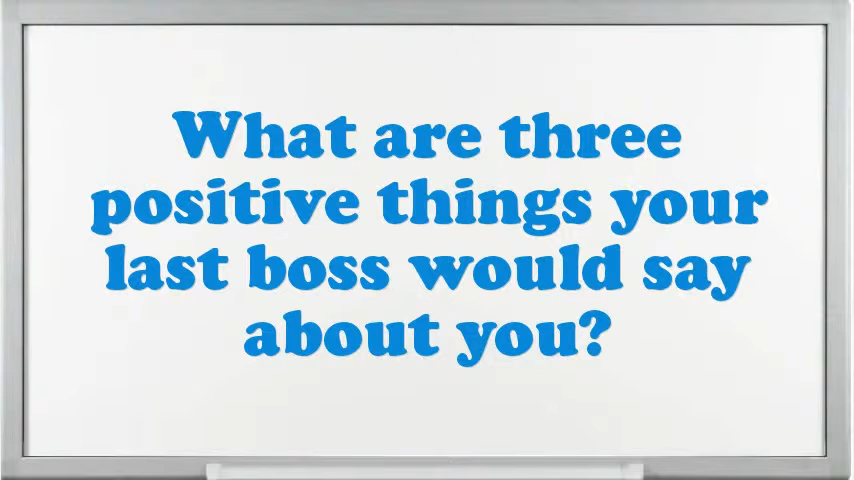 What are three
positive things your
last boss would say
about you?